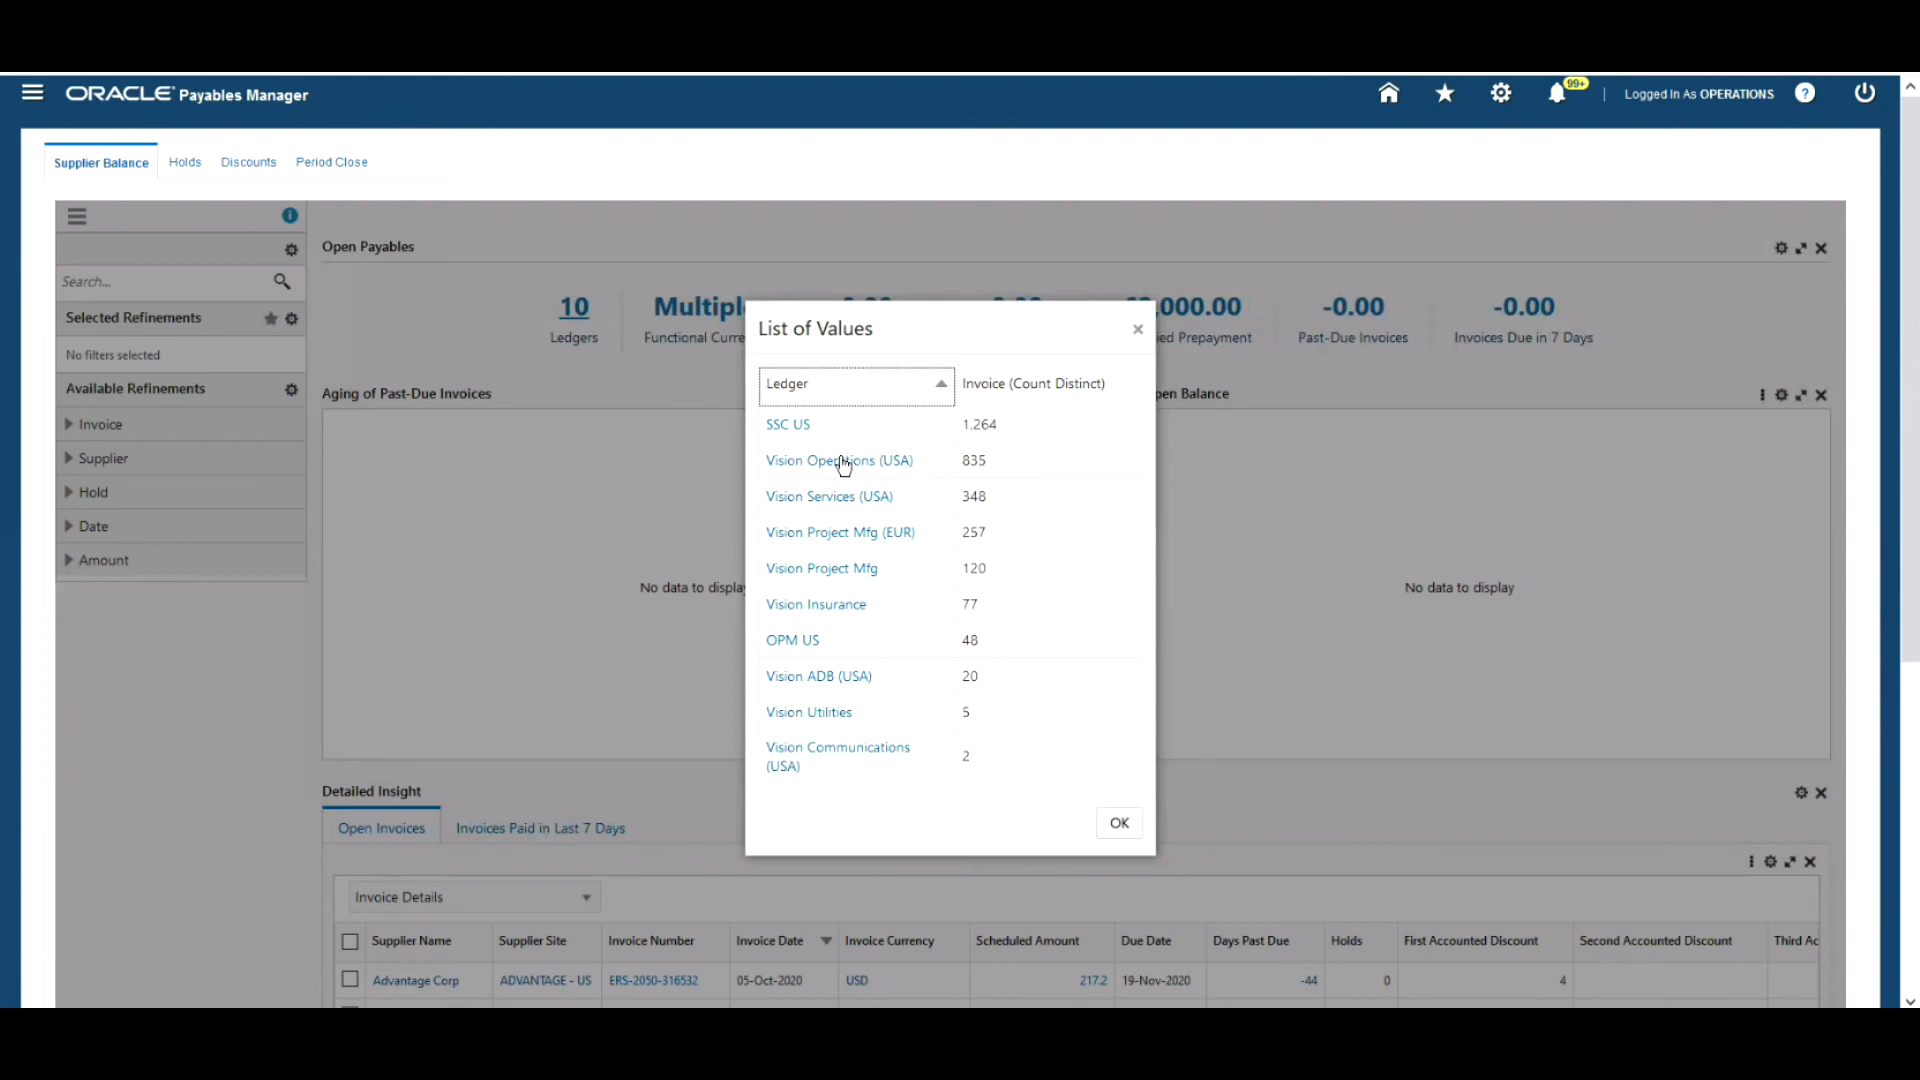 ORACLE Payables Manager
99+
Logged In As OPERATIONS
?
Supplier Balance Holds Discounts Period Close
Open Payables
Search...
Selected Refinements
No filters selected
Available Refinements
Invoice
Supplier
Hold
Date
Amount
10
Ledgers
Functional
-0.00
Past-Due Invoices
-0.00
Invoices Due in 7 Days
Prepayment
Aging of Past-Due Invoices
Balance
No data to
No data to display
List of Values
×
Ledger Invoice (Count Distinct)
SSC US 1.264
Vision Operations (USA) 835
Vision Services (USA) 348
Vision Project Mfg (EUR) 257
Vision Project Mfg 120
Vision Insurance 77
OPM US 48
Vision ADB (USA) 20
Vision Utilities 5
Vision Communications
(USA) 2
OK
Detailed Insight
Open Invoices Invoices Paid in Last 7 Days
Invoice Details
Supplier Name Supplier Site Invoice Number Invoice Date Invoice Currency Scheduled Amount Due Date Days Past Due Holds First Accounted Discount Second Accounted Discount Third
Advantage Corp ADVANTAGE - US ERS-2050-316532 05-Oct-2020 USD 217.2 19-Nov-2020 -44 0 4